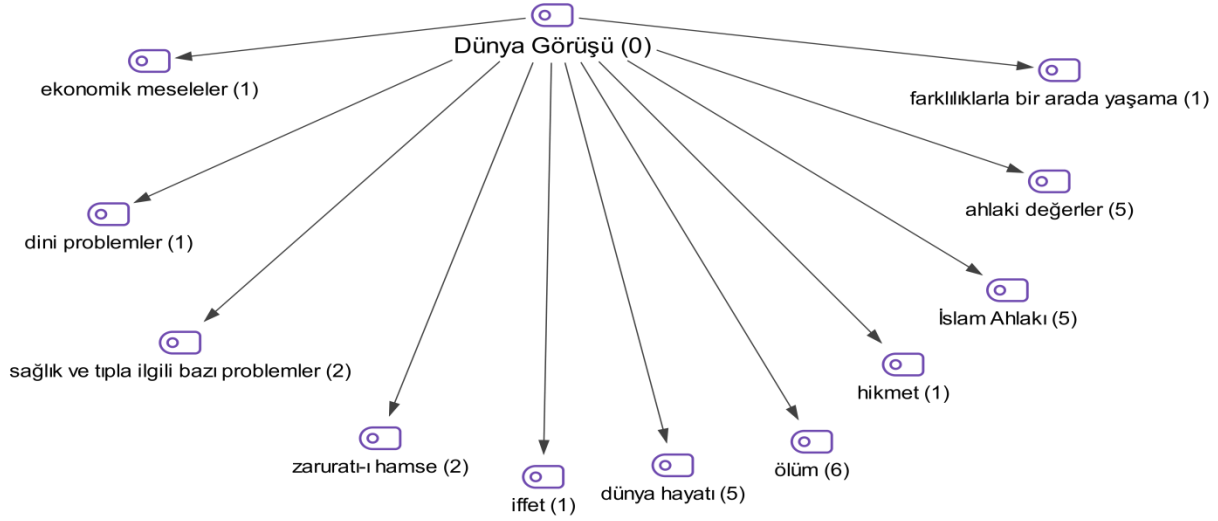 Dünya Görüşü (0)
ekonomik meseleler (1)
farklılıklarla bir arada yaşama (1)
ahlaki değerler (5)
dini problemler (1)
İslam Ahlakı (5)
sağlık ve tıpla ilgili bazı problemler (2)
hikmet (1)
zaruratı-ı hamse (2)
ölüm (6)
dünya hayatı (5)
iffet (1)